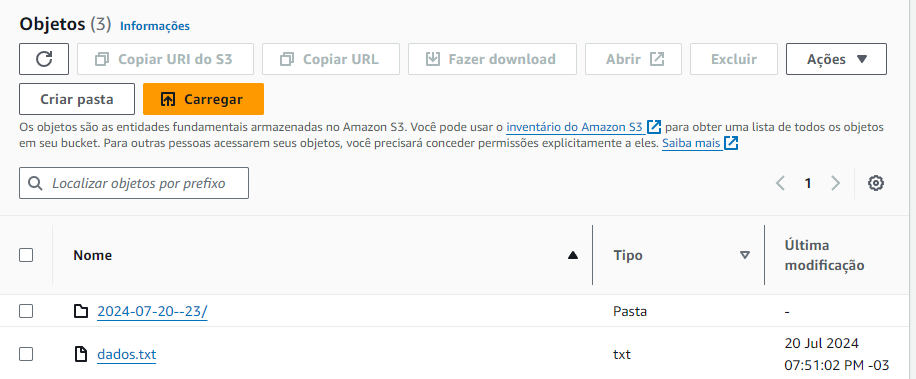 Objetos (3) Informações
Copiar URI do S3 Copiar URL Fazer download Abrir Excluir Ações
Criar pasta Carregar
Os objetos são as entidades fundamentais armazenadas no Amazon S3. Você pode usar o inventário do Amazon S3 para obter uma lista de todos os objetos
em seu bucket. Para outras pessoas acessarem seus objetos, você precisará conceder permissões explicitamente a eles. Saiba mais
Localizar objetos por prefixo 1
Nome Tipo Última
modificação
2024-07-20--23/ Pasta -
dados.txt txt 20 Jul 2024
07:51:02 PM -03